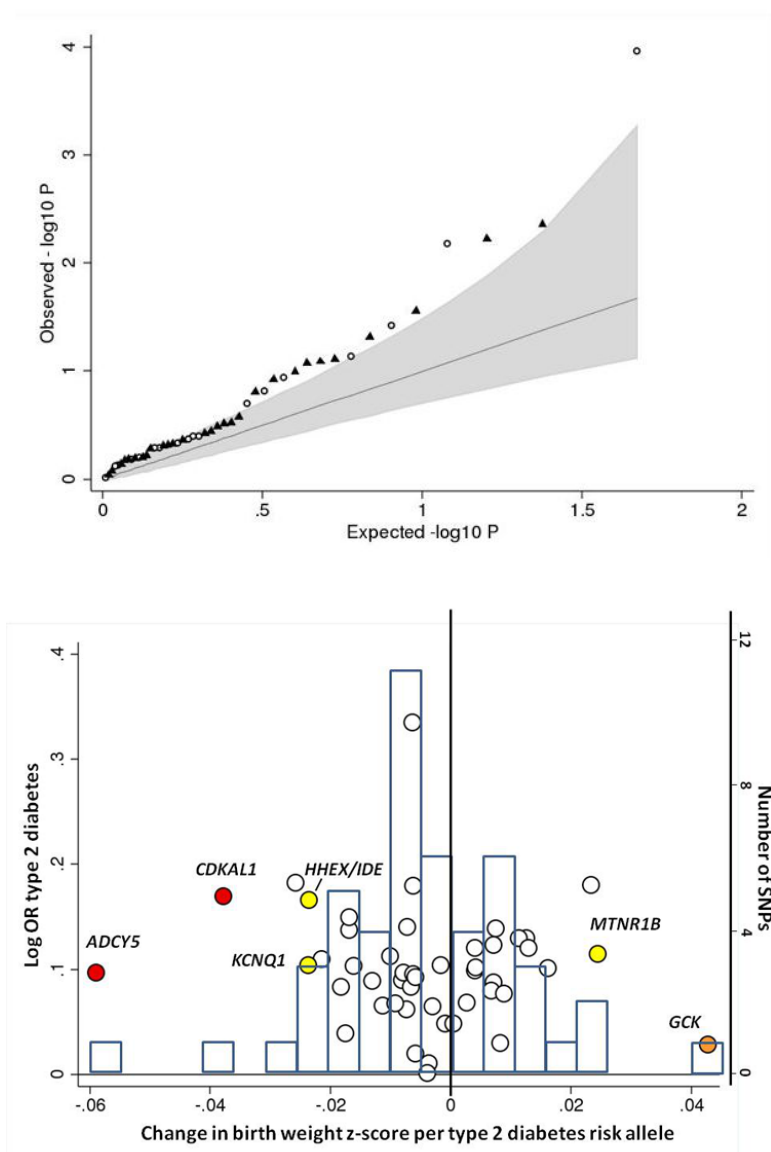 4
3
2
1
0
Observed - log10 P
0 .5 1 1.5 2
Expected -log10 P
.4
.3
.2
.1
0
Log OR type 2 diabetes
12
8
4
0
Number of SNPs
CDKAL1
HHEX/IDE
ADCY5
KCNQ1
MTNR1B
GCK
-.06 -.04 -.02 0 .02 .04
Change in birth weight z-score per type 2 diabetes risk allele